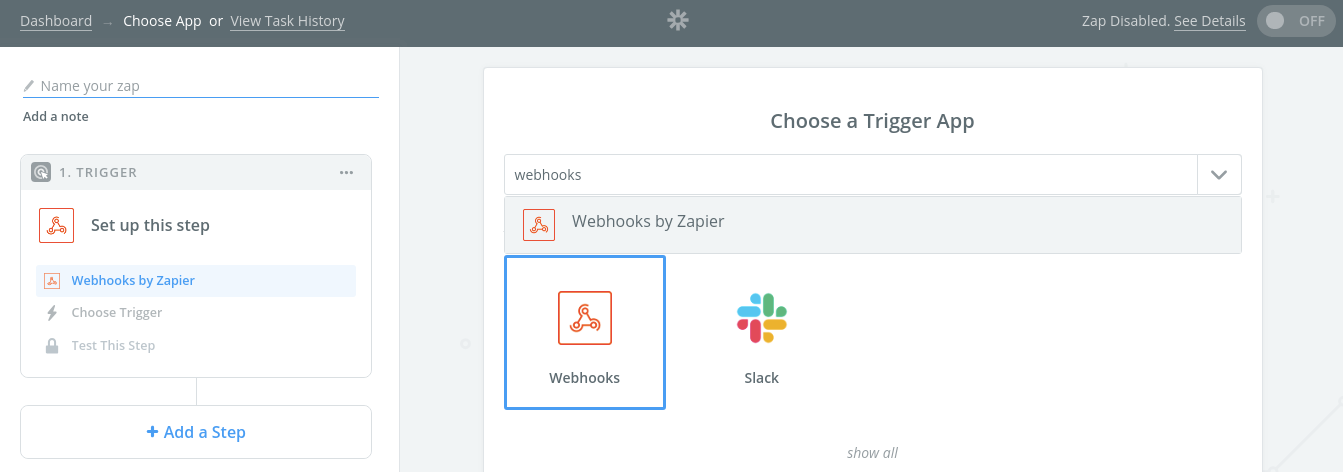 Dashboard → Choose App or View Task History
Zap Disabled. See Details OFF
Name your zap
Add a note
1. TRIGGER
Set up this step
Webhooks by Zapier
Choose Trigger
Test This Step
+ Add a Step
Choose a Trigger App
webhooks
Webhooks by Zapier
Webhooks
Slack
show all